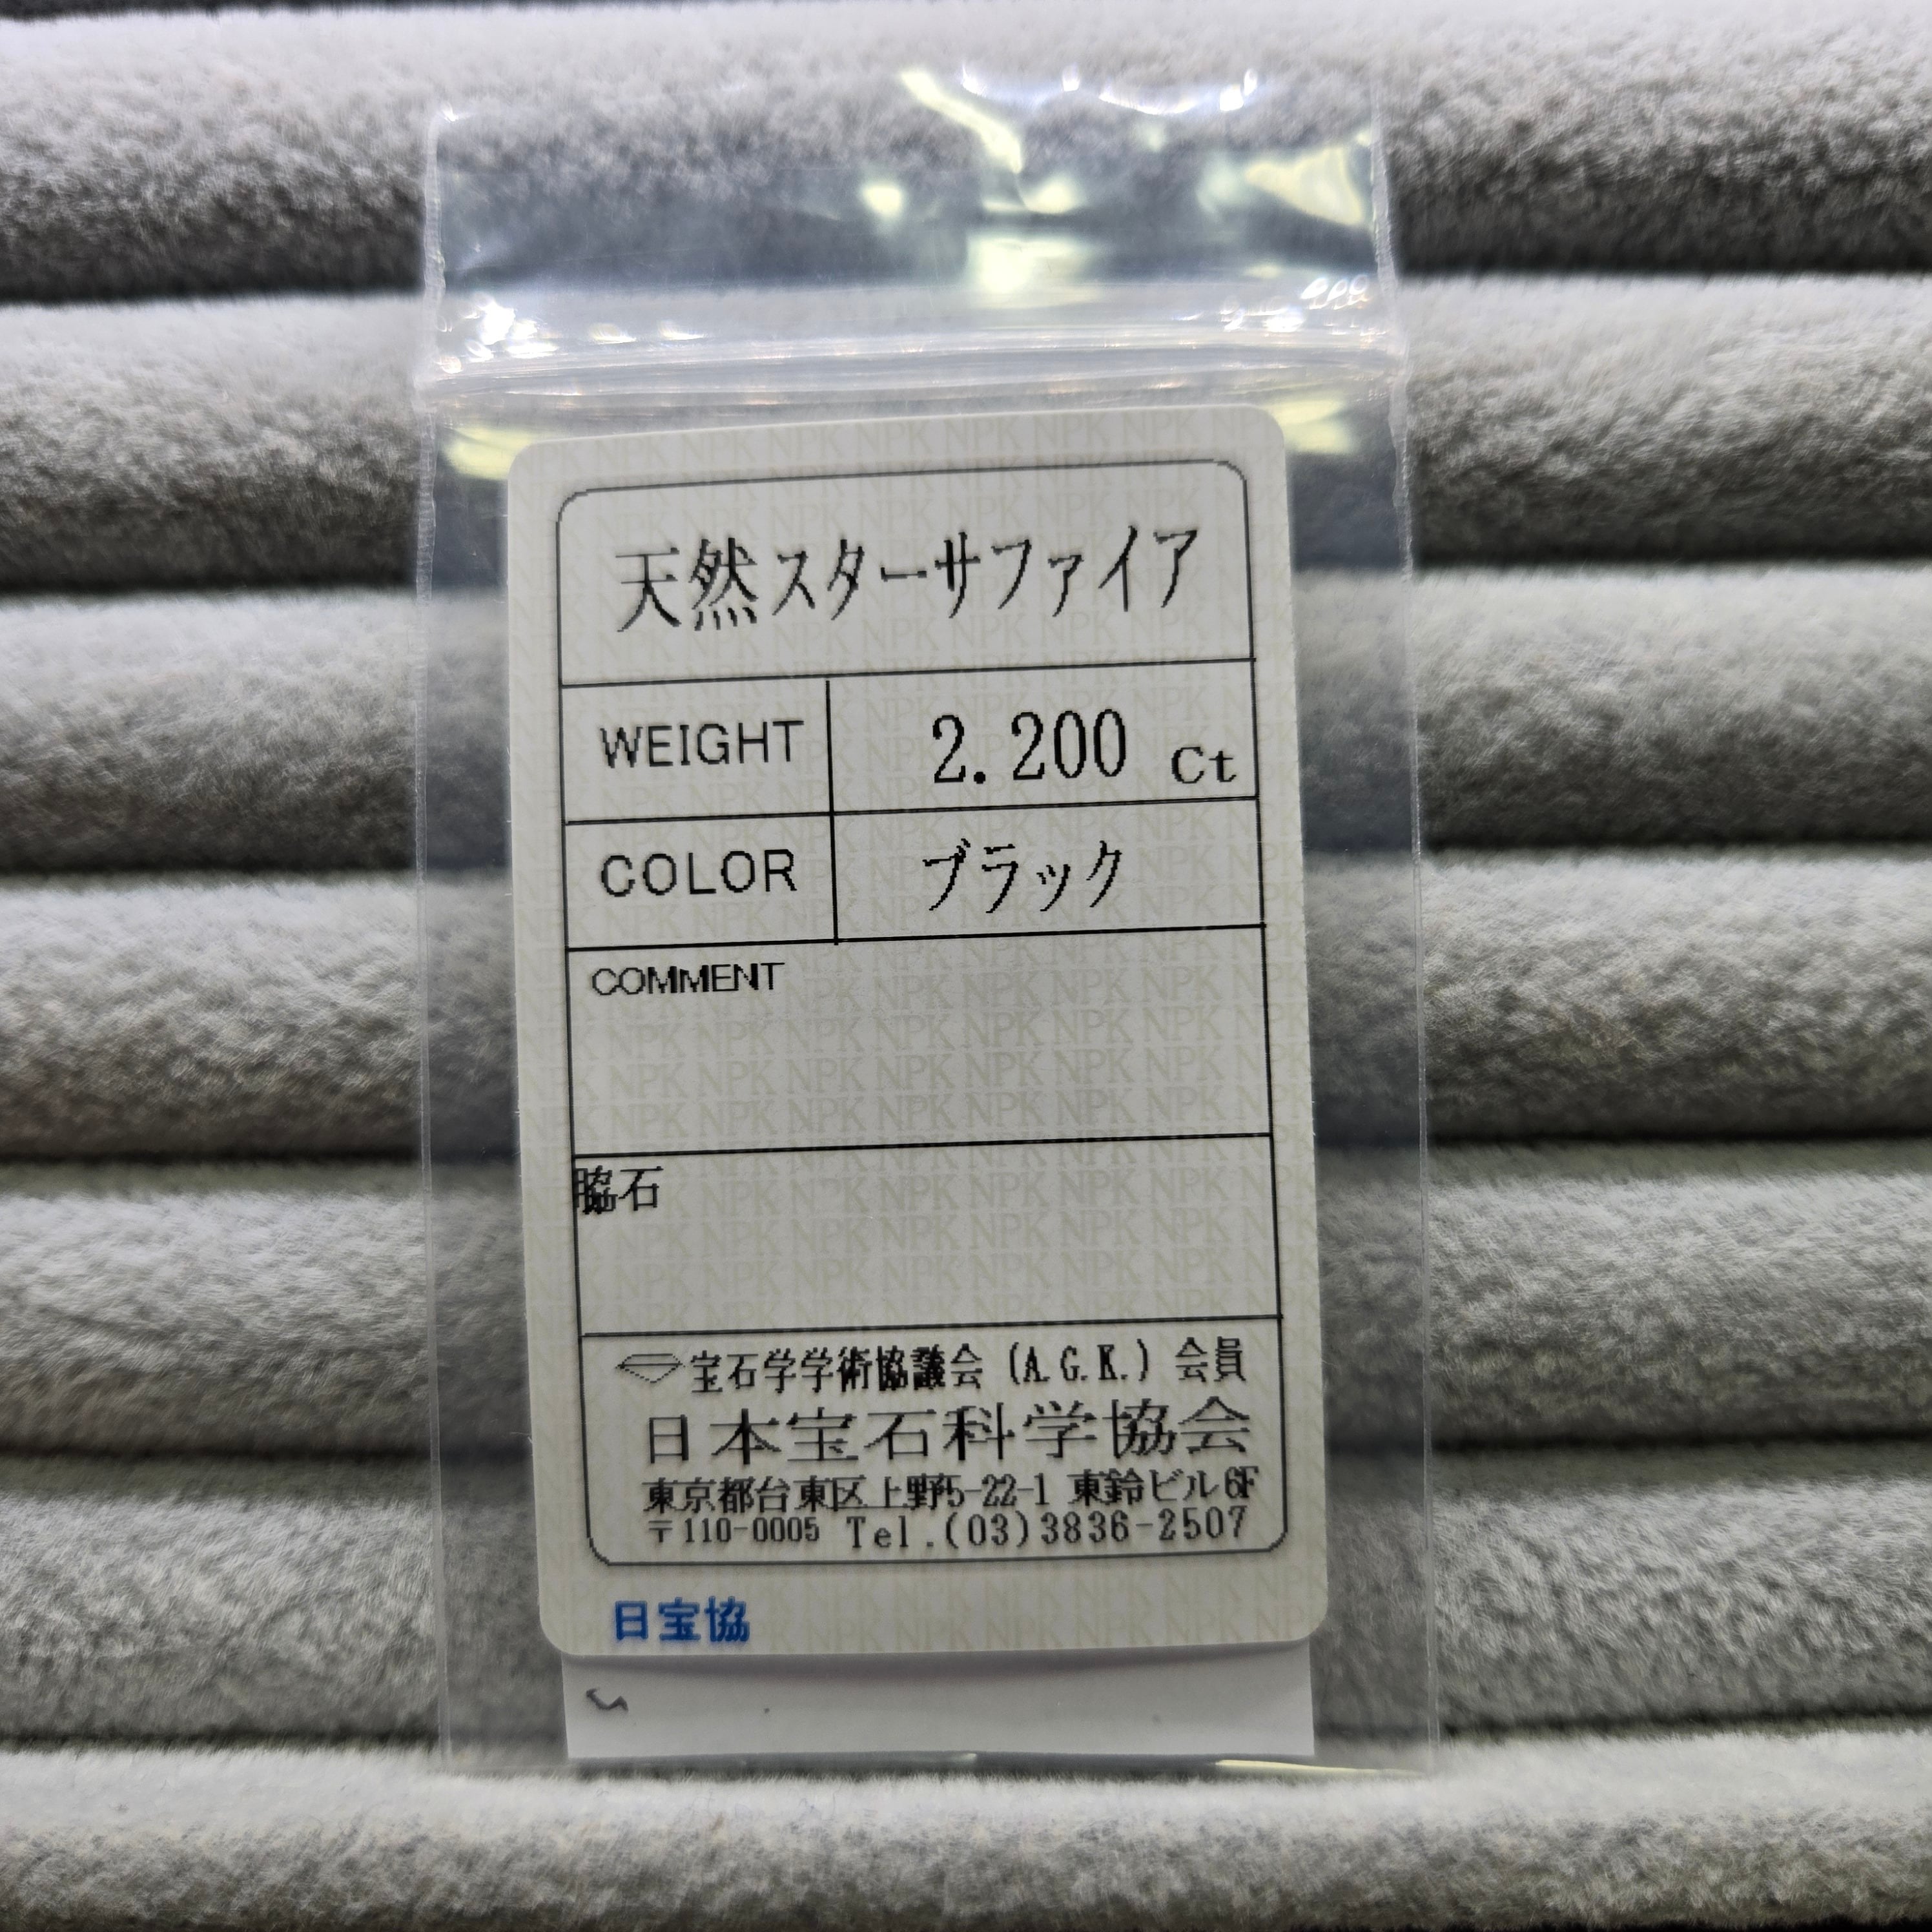 天然スターサファイア
WEIGHT 2.200 Ct
COLOR ブラック
COMMENT
脇石
宝石学学術協議会 (A.G.K.) 会員
日本宝石科学協会
東京都台東区上野5-22-1 東鈴ビル6F
〒110-0005 Tel.(03)3836-2507
日宝協